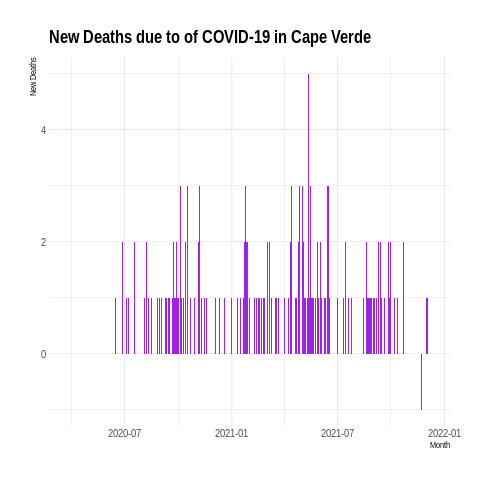 New Deaths due to of COVID-19 in Cape Verde
New Deaths
4
2
0
2020-07
2021-01
2021-07
2022-01
Month